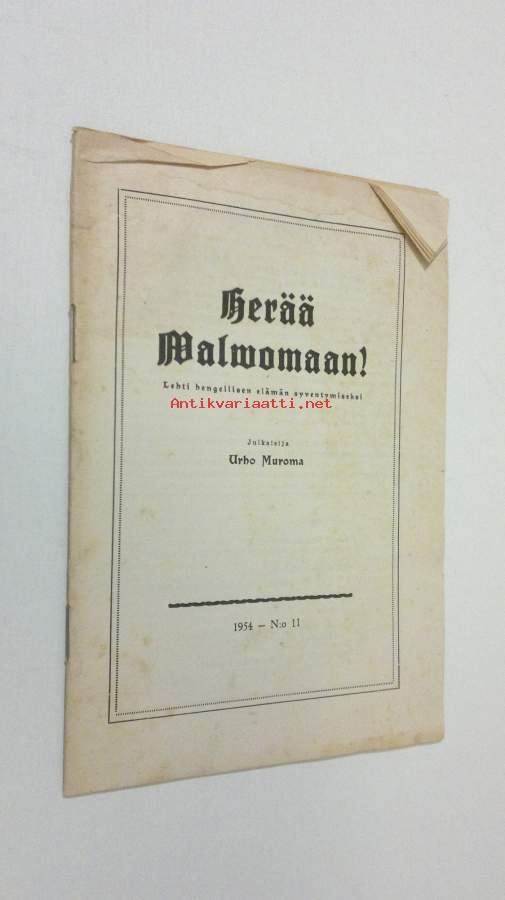 Herää
Walwomaan!
Lehti hengellisen elämän syventymiseksi
Antikvariaatti.net
Julkaisija
Urho Muroma
1954 — N:o 11